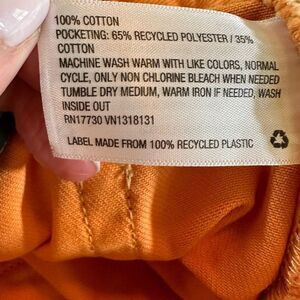 100% COTTON
POCKETING: 65% RECYCLED POLYESTER / 35%
COTTON
MACHINE WASH WARM WITH LIKE COLORS, NORMAL
CYCLE, ONLY NON CHLORINE BLEACH WHEN NEEDED
TUMBLE DRY MEDIUM, WARM IRON IF NEEDED, WASH
INSIDE OUT
RN17730 VN1318131
LABEL MADE FROM 100% RECYCLED PLASTIC